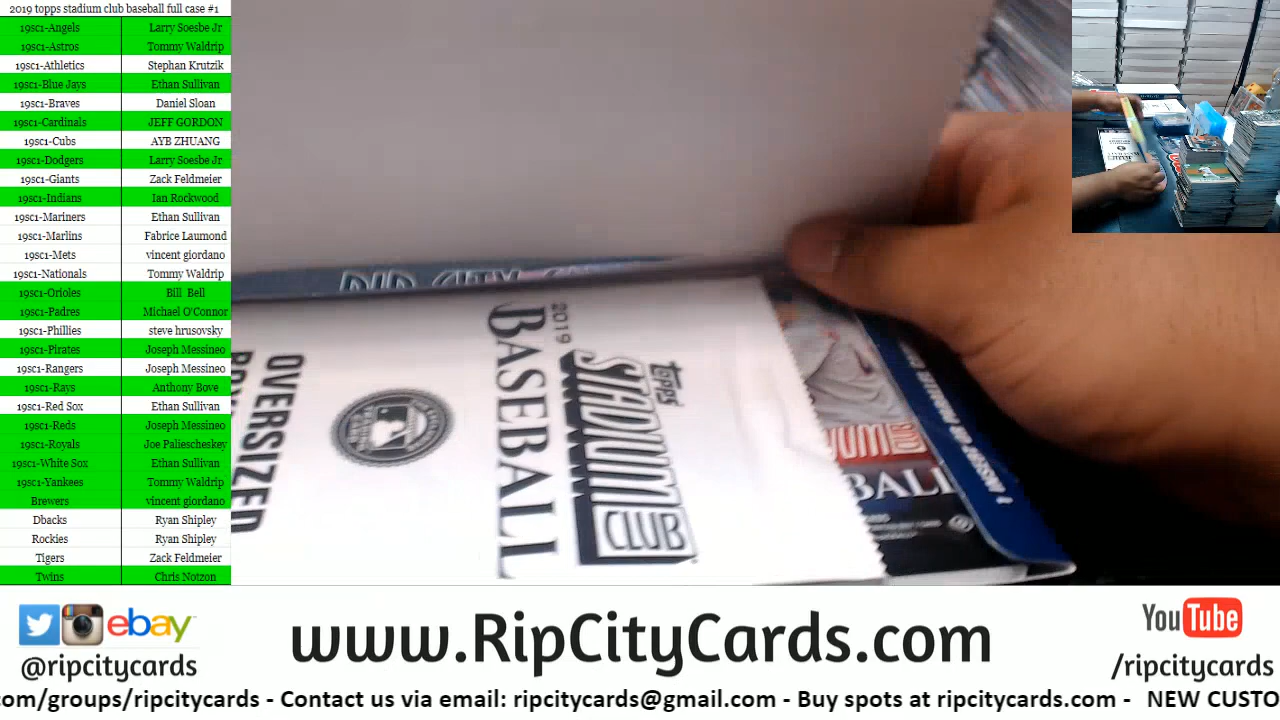 2019 topps stadium club baseball full case #1
19sc1-Angels Larry Soesbe Jr
19sc1-Astros Tommy Waldrip
19sc1-Athletics Stephan Krutzik
19sc1-Blue Jays Ethan Sullivan
19sc1-Braves Daniel Sloan
19sc1-Cardinals JEFF GORDON
19sc1-Cubs AYB ZHUANG
19sc1-Dodgers Larry Soesbe Jr
19sc1-Giants Zack Feldmeier
19sc1-Indians Ian Rockwood
19sc1-Mariners Ethan Sullivan
19sc1-Marlins Fabrice Laumond
19sc1-Mets vincent giordano
19sc1-Nationals Tommy Waldrip
19sc1-Orioles Bill Bell
19sc1-Padres Michael O'Connor
19sc1-Phillies steve hrusovsky
19sc1-Pirates Joseph Messineo
19sc1-Rangers Joseph Messineo
19sc1-Rays Anthony Bove
19sc1-Red Sox Ethan Sullivan
19sc1-Reds Joseph Messineo
19sc1-Royals Joe Paliescheskey
19sc1-White Sox Ethan Sullivan
19sc1-Yankees Tommy Waldrip
Brewers vincent giordano
Dbacks Ryan Shipley
Rockies Ryan Shipley
Tigers Zack Feldmeier
Twins Chris Notzon
RIP CITY
topps
STADIUM
CLUB
2019
BASEBALL
OVERSIZED
ebay
@ripcitycards
www.RipCityCards.com
YouTube
/ripcitycards
com/groups/ripcitycards - Contact us via email: ripcitycards@gmail.com - Buy spots at ripcitycards.com - NEW CUSTO